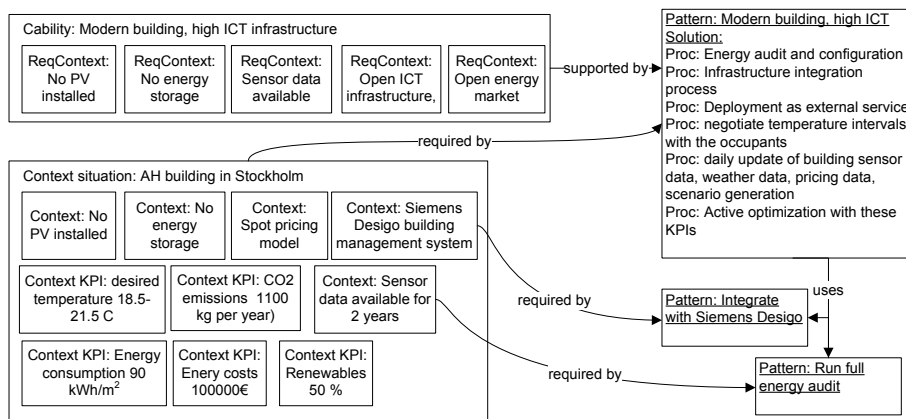 Cability: Modern building, high ICT infrastructure
ReqContext:
No PV
installed
ReqContext:
No energy
storage
ReqContext:
Sensor data
available
ReqContext:
Open ICT
infrastructure,
ReqContext:
Open energy
market
supported by
Pattern: Modern building, high ICT
Solution:
Proc: Energy audit and configuration
Proc: Infrastructure integration
process
Proc: Deployment as external service
Proc: negotiate temperature intervals
with the occupants
Proc: daily update of building sensor
data, weather data, pricing data,
scenario generation
Proc: Active optimization with these
KPIs
required by
Context situation: AH building in Stockholm
Context: No
PV installed
Context: No
energy
storage
Context:
Spot pricing
model
Context: Siemens
Desigo building
management system
Context KPI: desired
temperature 18.5-
21.5 C
Context KPI: CO2
emissions  1100
kg per year)
Context: Sensor
data available for
2 years
Context KPI: Energy
consumption 90
kWh/m²
Context KPI:
Enery costs
100000€
Context KPI:
Renewables
50 %
required by
uses
Pattern: Integrate
with Siemens Desigo
required by
Pattern: Run full
energy audit